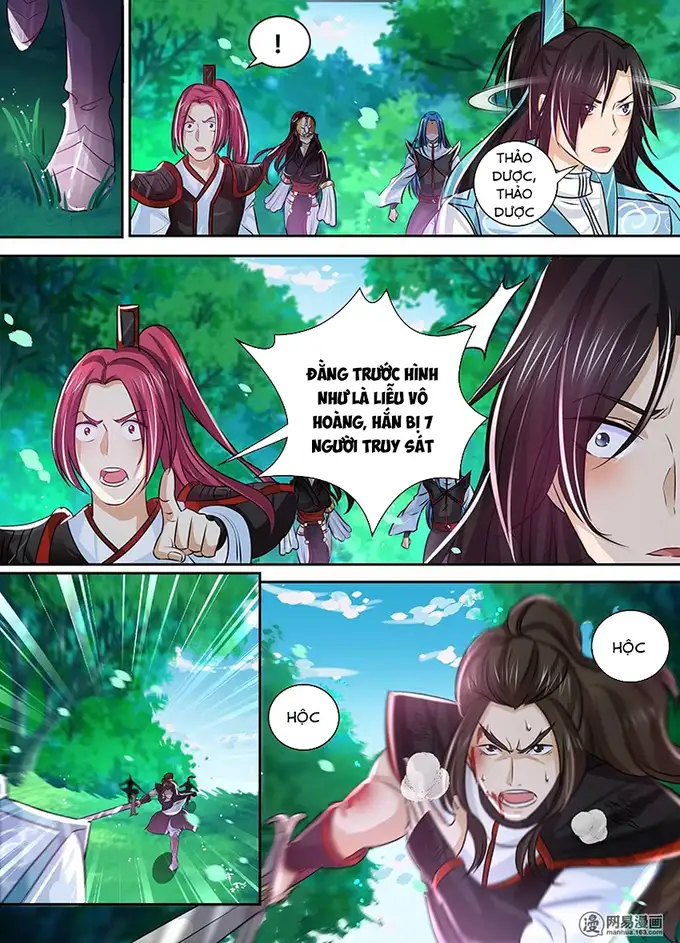 !
THẢO
DƯỢC,
THẢO
DƯỢC
ĐẰNG TRƯỚC HÌNH
NHƯ LÀ LIỄU VÔ
HOÀNG, HẮN BỊ 7
NGƯỜI TRUY SÁT
HỘC
HỘC
漫 网易漫画
manhua.163.com